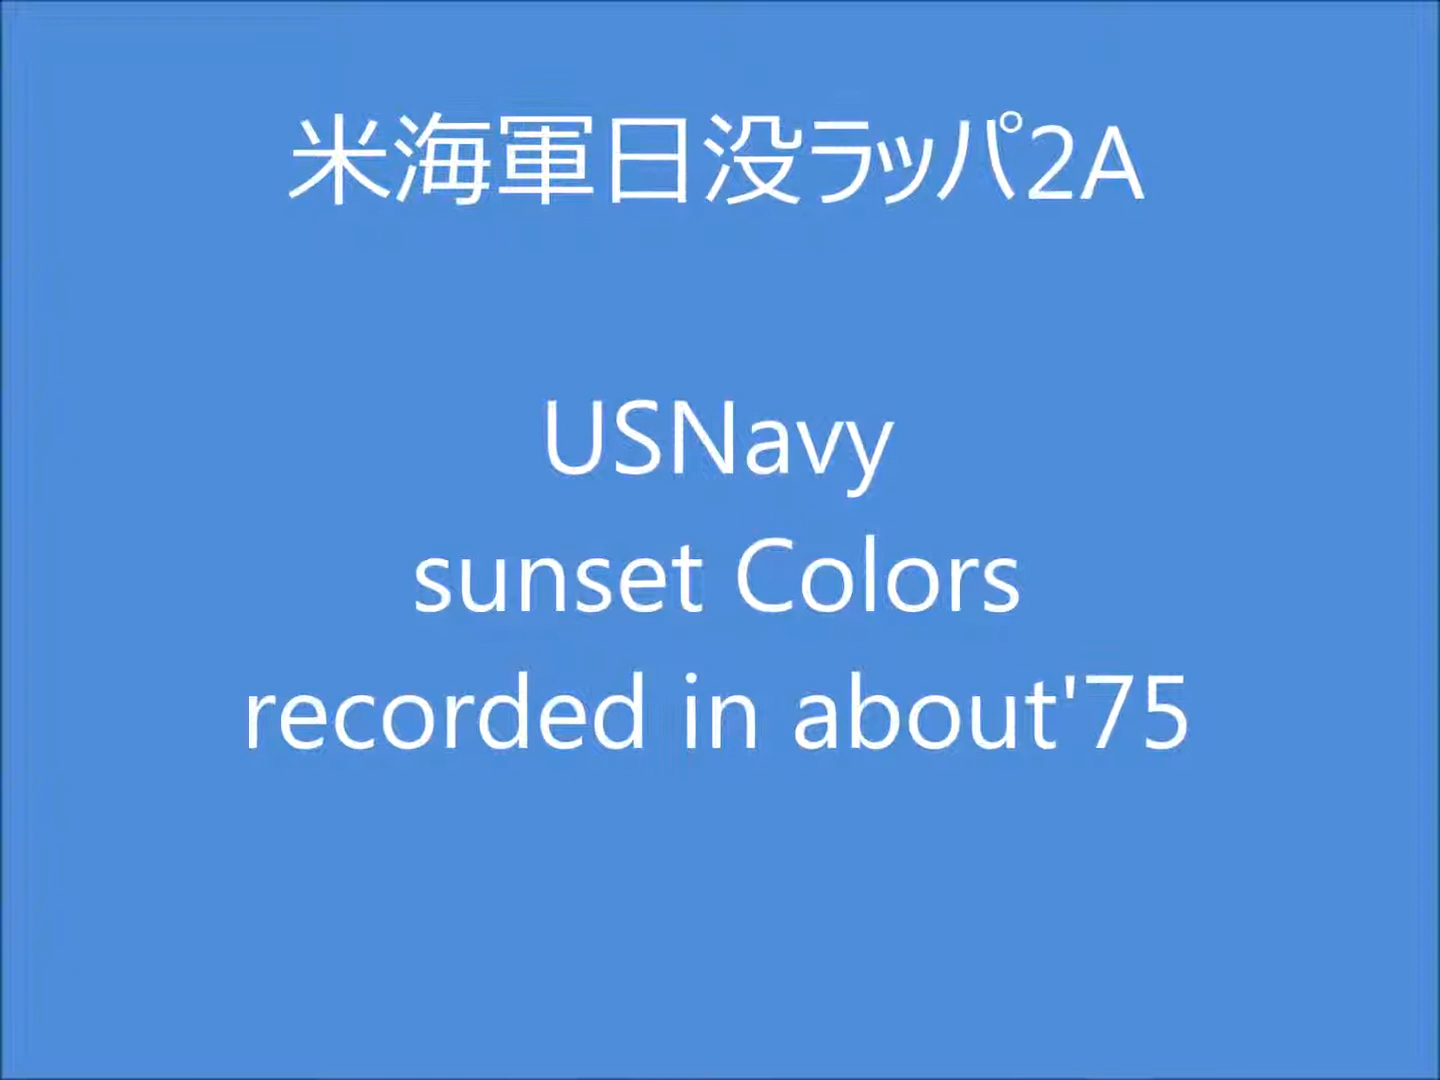 米海軍日没ﾗｯﾊﾟ2A
USNavy
sunset Colors
recorded in about'75